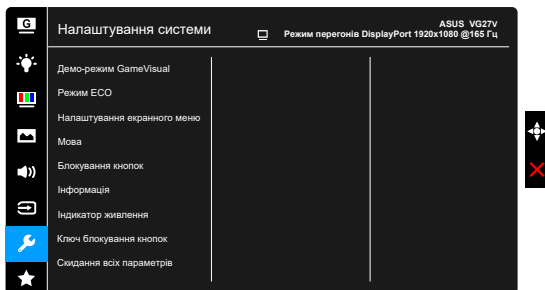 G
Налаштування системи
ASUS VG27V
Режим перегонів DisplayPort 1920x1080 @165 Гц
Демо-режим GameVisual
Режим ECO
Налаштування екранного меню
Мова
Блокування кнопок
Інформація
Індикатор живлення
Ключ блокування кнопок
Скидання всіх параметрів